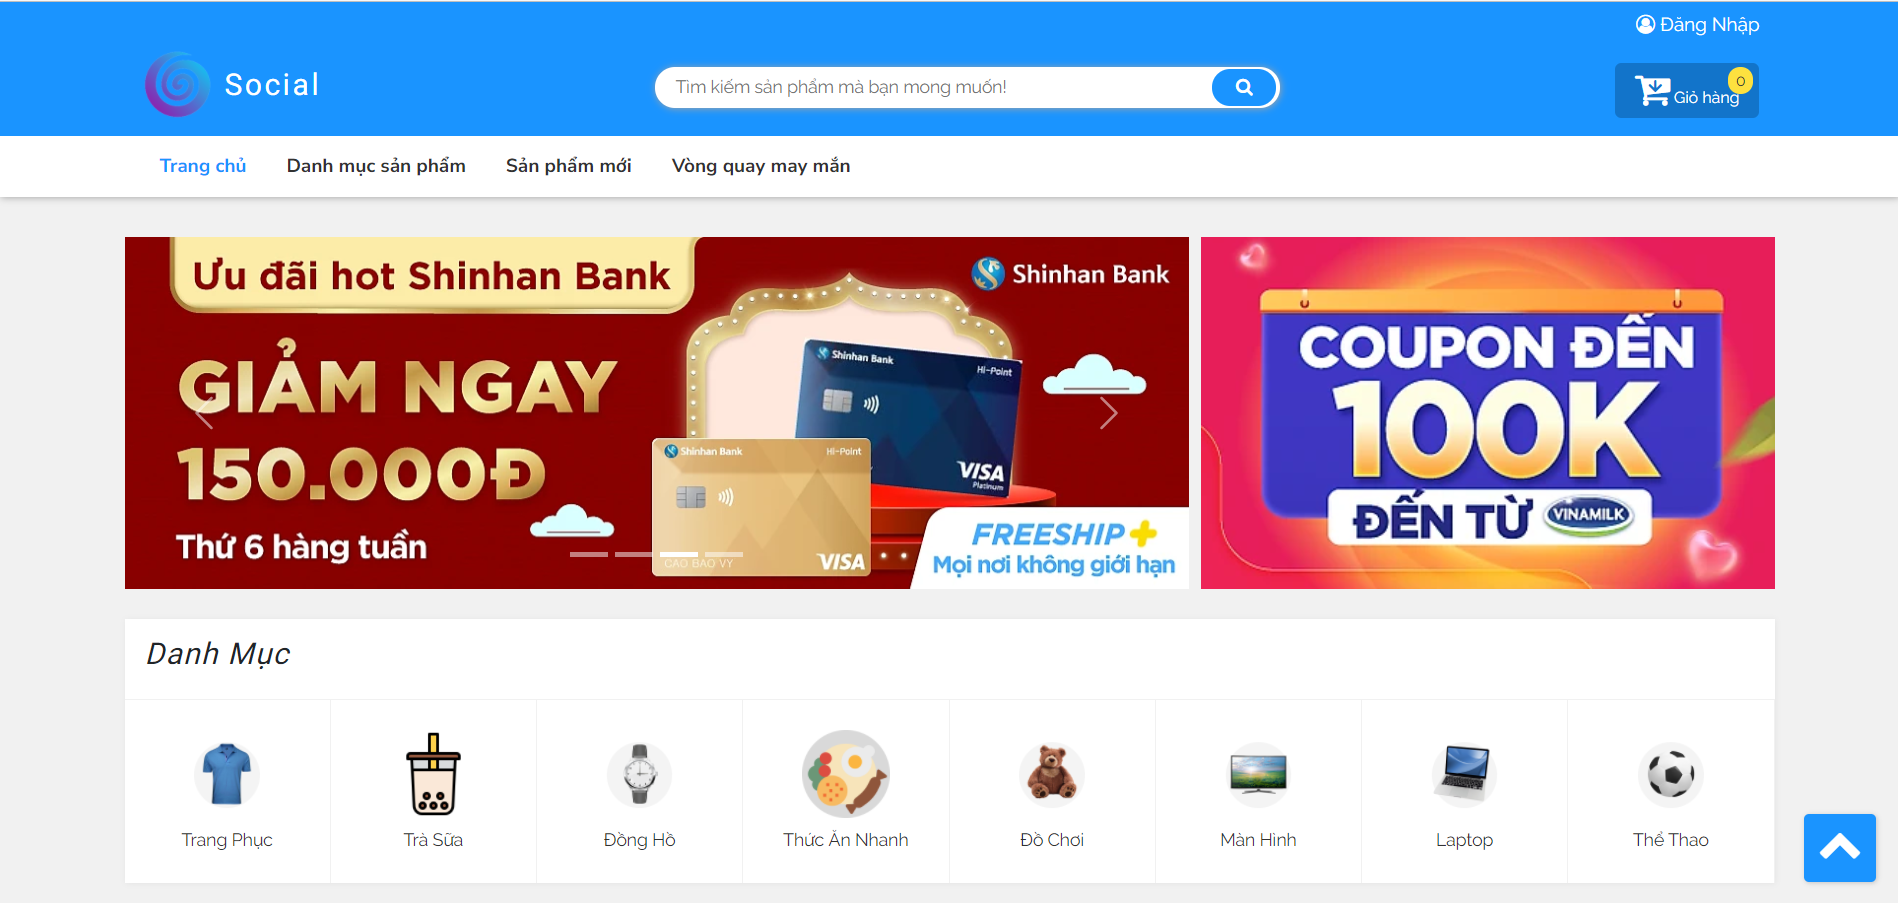 Đăng Nhập
Social
Tìm kiếm sản phẩm mà bạn mong muốn!
0
Giỏ hàng
Trang chủ
Danh mục sản phẩm
Sản phẩm mới
Vòng quay may mắn
Ưu đãi hot Shinhan Bank
Shinhan Bank
GIẢM NGAY
150.000Đ
Thứ 6 hàng tuần
Shinhan Bank
Hi-Point
VISA
Platinum
Shinhan Bank
Hi-Point
CAO BAO VY
VISA
FREESHIP+
Mọi nơi không giới hạn
COUPON ĐẾN
100K
ĐẾN TỪ VINAMILK
Danh Mục
Trang Phục
Trà Sữa
Đồng Hồ
Thức Ăn Nhanh
Đồ Chơi
Màn Hình
Laptop
Thể Thao